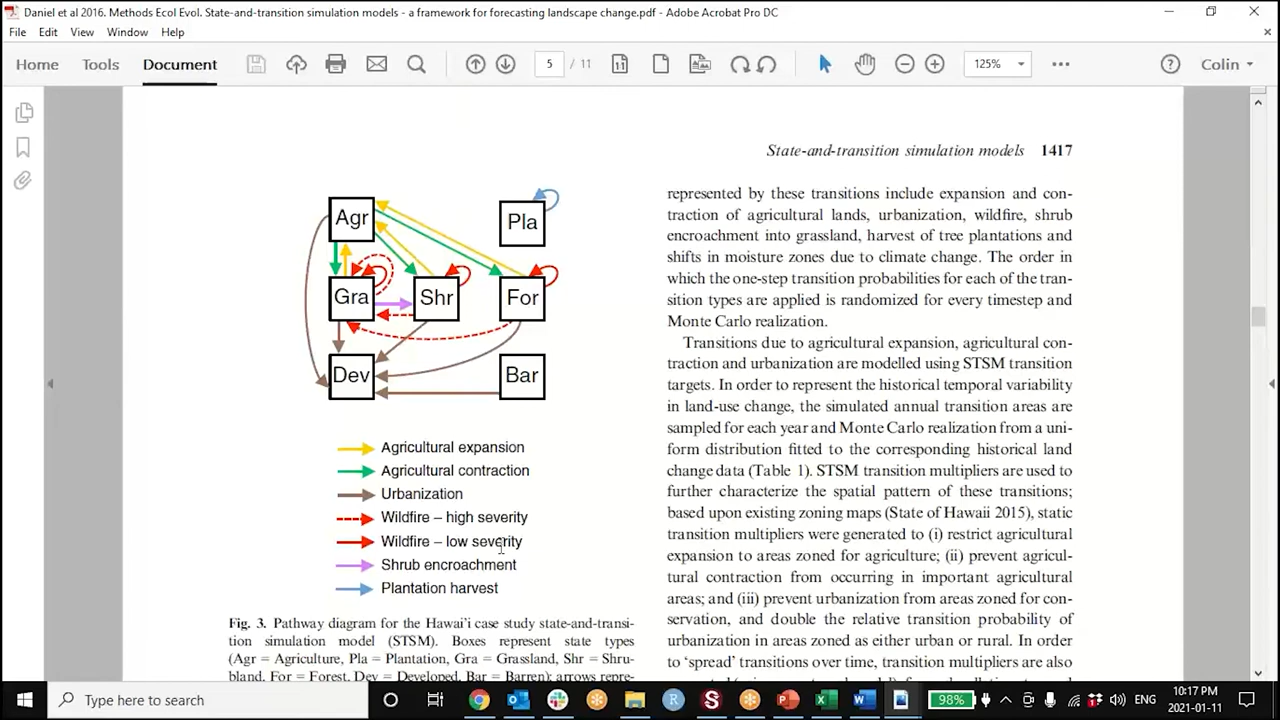 Daniel et al 2016. Methods Ecol Evol. State-and-transition simulation models - a framework for forecasting landscape change.pdf - Adobe Acrobat Pro DC
File Edit View Window Help
Home Tools Document 5 / 11 125% Colin
State-and-transition simulation models 1417
Agr Pla
Gra Shr For
Dev Bar
Agricultural expansion
Agricultural contraction
Urbanization
Wildfire – high severity
Wildfire – low severity
Shrub encroachment
Plantation harvest
Fig. 3. Pathway diagram for the Hawai'i case study state-and-transi-
tion simulation model (STSM). Boxes represent state types
(Agr = Agriculture, Pla = Plantation, Gra = Grassland, Shr = Shru-
bland, For = Forest, Dev = Developed, Bar = Barren); arrows repre-
represented by these transitions include expansion and con-
traction of agricultural lands, urbanization, wildfire, shrub
encroachment into grassland, harvest of tree plantations and
shifts in moisture zones due to climate change. The order in
which the one-step transition probabilities for each of the tran-
sition types are applied is randomized for every timestep and
Monte Carlo realization.
Transitions due to agricultural expansion, agricultural con-
traction and urbanization are modelled using STSM transition
targets. In order to represent the historical temporal variability
in land-use change, the simulated annual transition areas are
sampled for each year and Monte Carlo realization from a uni-
form distribution fitted to the corresponding historical land
change data (Table 1). STSM transition multipliers are used to
further characterize the spatial pattern of these transitions;
based upon existing zoning maps (State of Hawaii 2015), static
transition multipliers were generated to (i) restrict agricultural
expansion to areas zoned for agriculture; (ii) prevent agricul-
tural contraction from occurring in important agricultural
areas; and (iii) prevent urbanization from areas zoned for con-
servation, and double the relative transition probability of
urbanization in areas zoned as either urban or rural. In order
to 'spread' transitions over time, transition multipliers are also
Type here to search 98% ENG 10:17 PM
2021-01-11